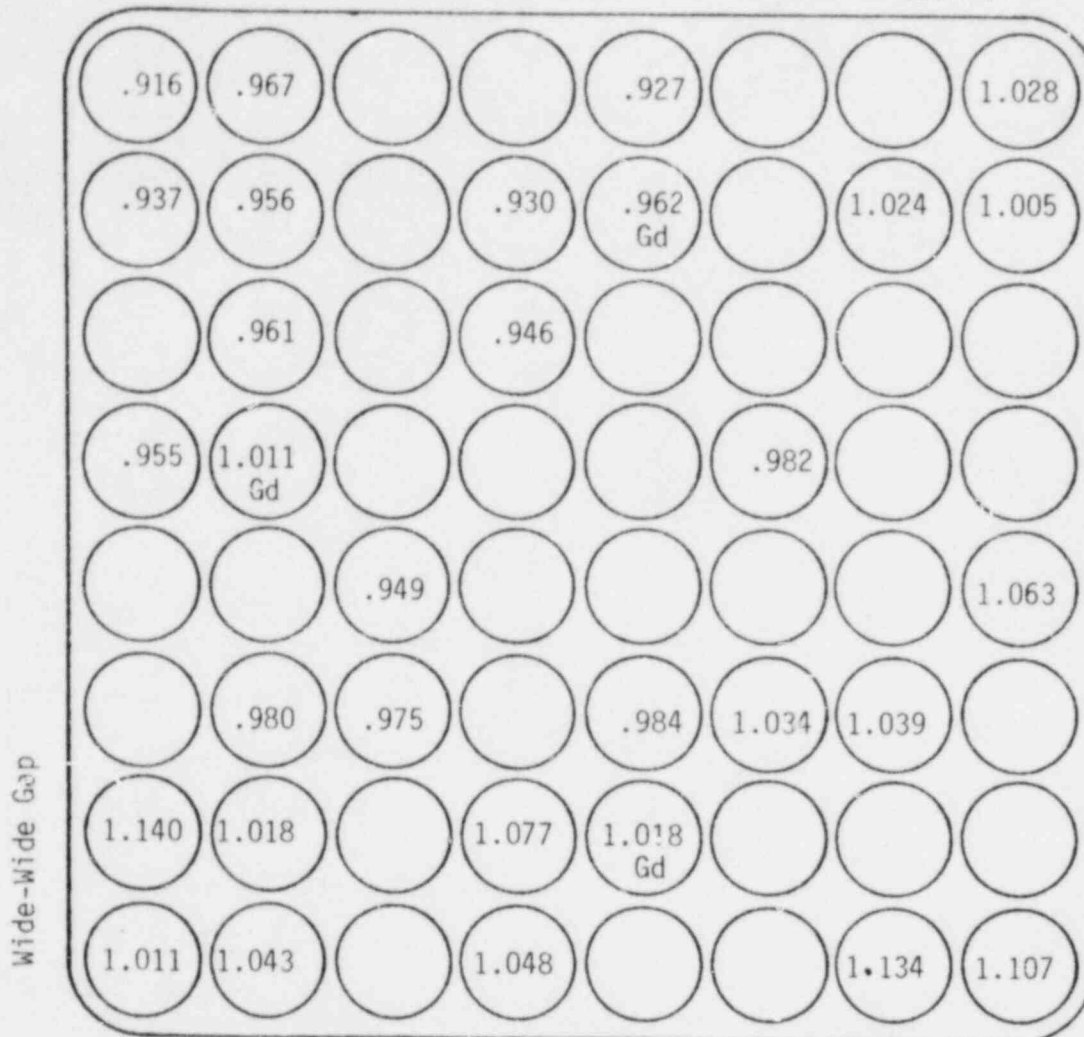 .916 .967 .927 1.028
.937 .956 .930 .962 1.024 1.005
Gd
.961 .946
.955 1.011 .982
Gd
.949 1.063
.980 .975 .984 1.034 1.039
1.140 1.018 1.077 1.018
Gd
1.011 1.043 1.048 1.134 1.107
Wide-Wide Gap